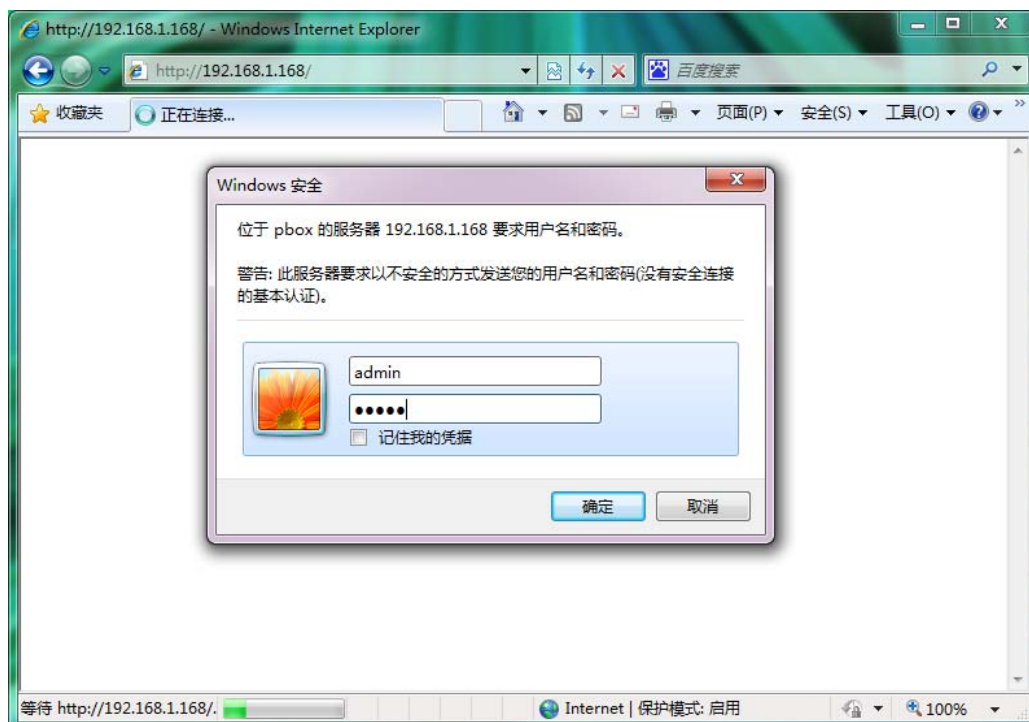 http://192.168.1.168/ - Windows Internet Explorer
http://192.168.1.168/
百度搜索
收藏夹
正在连接...
页面(P)
安全(S)
工具(O)
»
Windows 安全
位于 pbox 的服务器 192.168.1.168 要求用户名和密码。
警告: 此服务器要求以不安全的方式发送您的用户名和密码(没有安全连接
的基本认证)。
admin
●●●●●
记住我的凭据
确定
取消
等待 http://192.168.1.168/.
Internet | 保护模式: 启用
100%